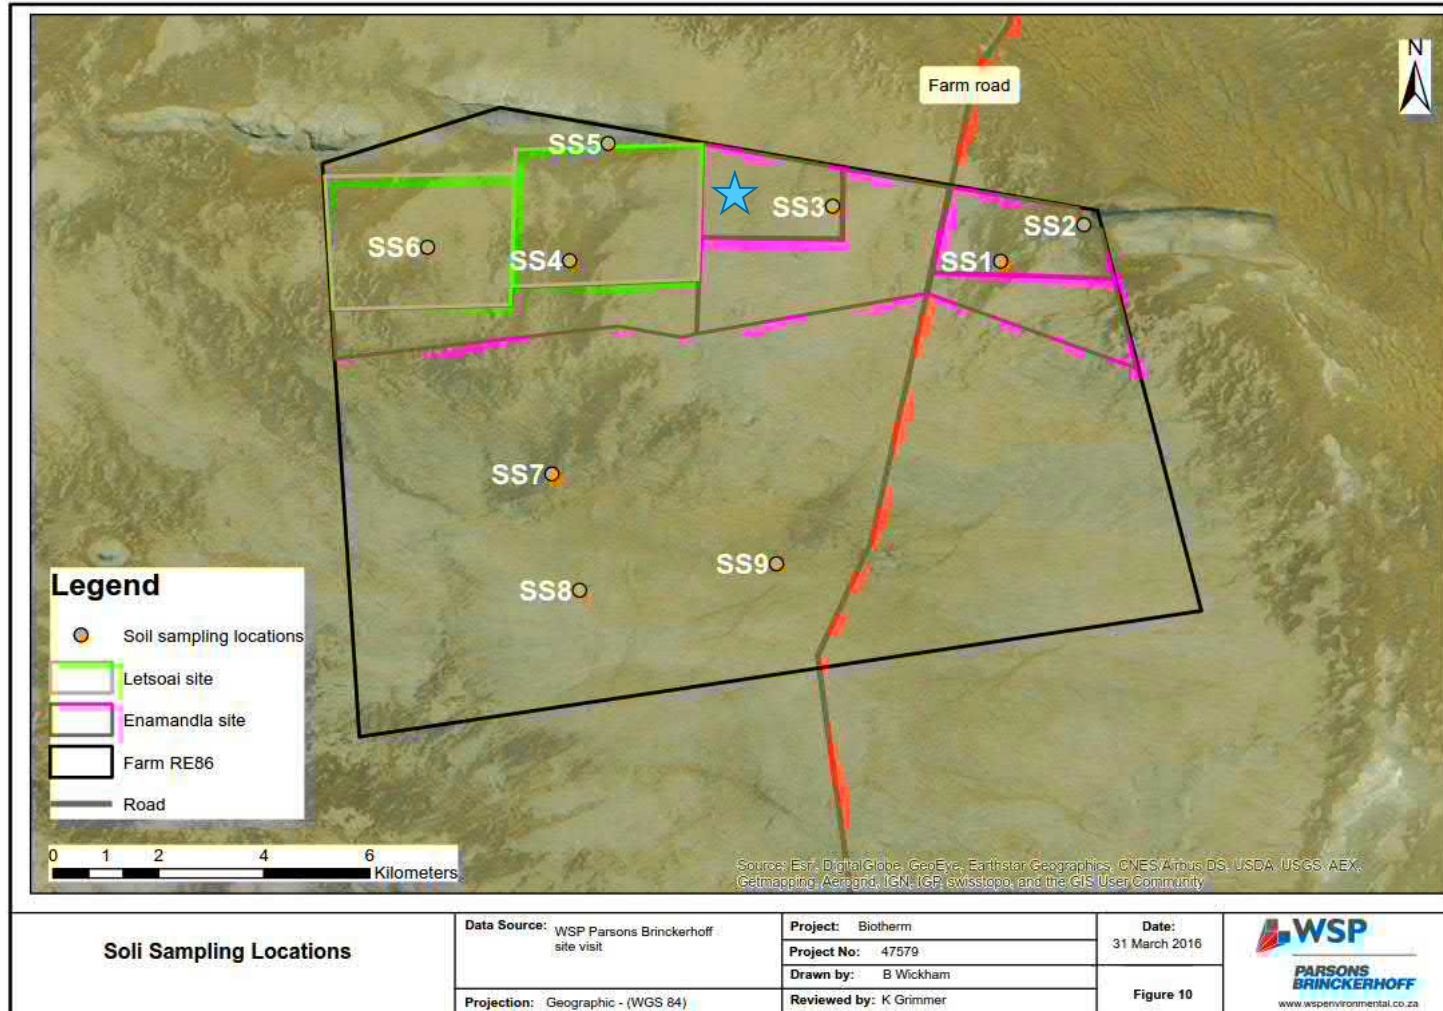 N
Farm road
SS5
SS3
SS2
SS6
SS4
SS1
SS7
SS9
SS8
Legend
Soil sampling locations
Letsoai site
Enamandla site
Farm RE86
Road
0 1 2 4 6
Kilometers
Source: Esri, DigitalGlobe, GeoEye, Earthstar Geographics, CNES/Airbus DS, USDA, USGS, AEX,
Getmapping, Aerogrid, IGN, IGP, swisstopo, and the GIS User Community
Soli Sampling Locations
Data Source: WSP Parsons Brinckerhoff
site visit
Projection: Geographic - (WGS 84)
Project: Biotherm
Project No: 47579
Drawn by: B Wickham
Reviewed by: K Grimmer
Date:
31 March 2016
Figure 10
WSP
PARSONS
BRINCKERHOFF
www.wspenvironmental.co.za